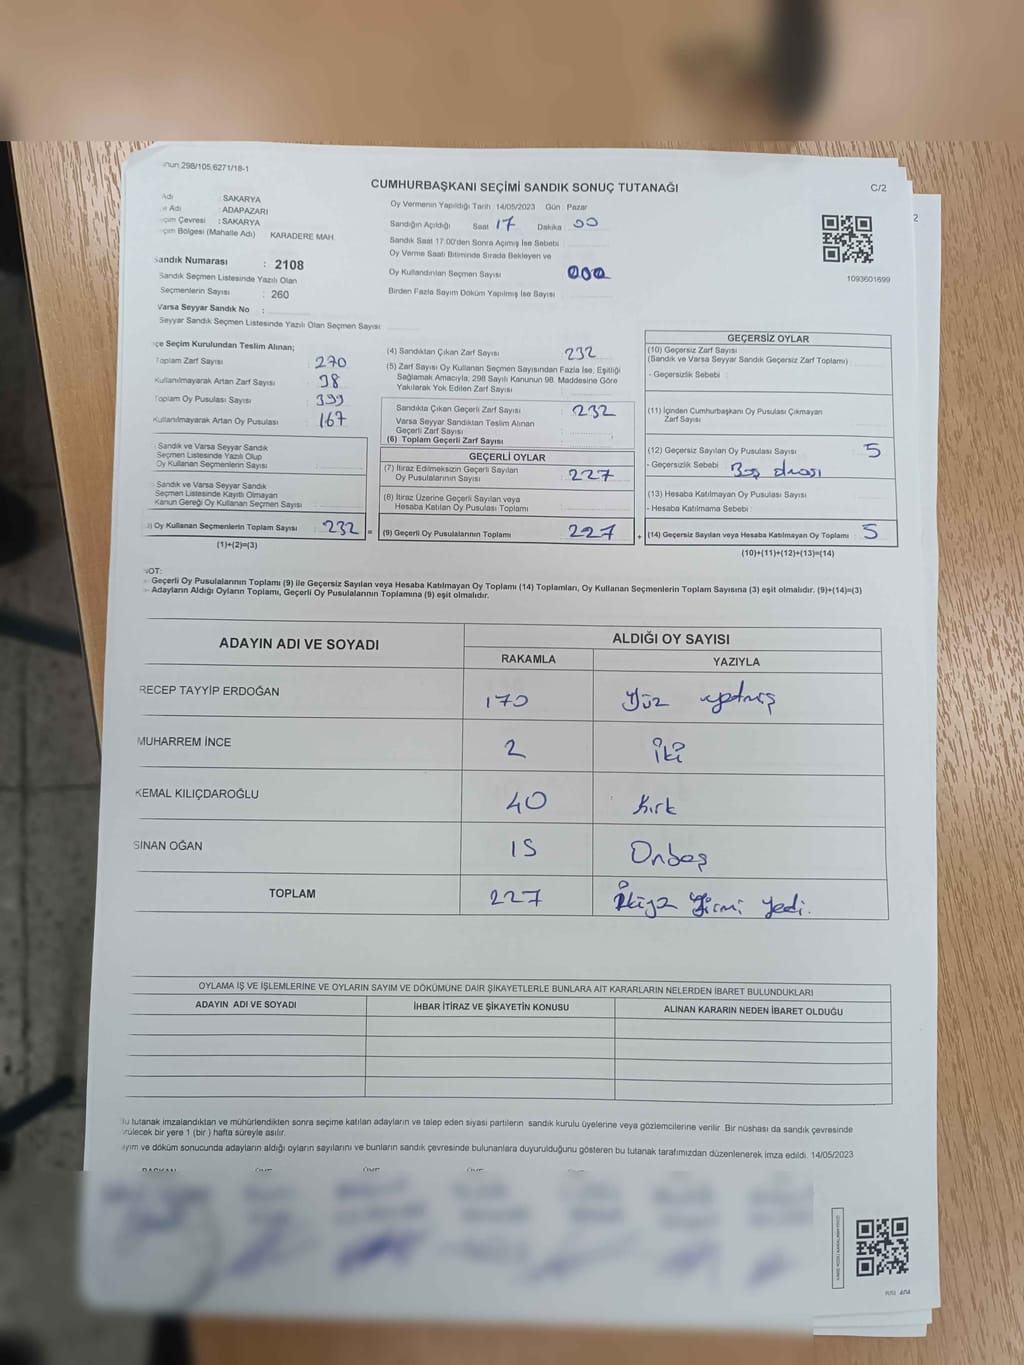 298/105,6271/18-1
CUMHURBAŞKANI SEÇİMİ SANDIK SONUÇ TUTANAĞI
C/2
2
Adı : SAKARYA
Adı : ADAPAZARI
Çevresi : SAKARYA
Bölgesi (Mahalle Adı) KARADERE MAH.
Sandık Numarası : 2108
Sandık Seçmen Listesinde Yazılı Olan
Seçmenlerin Sayısı : 260
Varsa Seyyar Sandık No :
Seyyar Sandık Seçmen Listesinde Yazılı Olan Seçmen Sayısı:
Oy Vermenin Yapıldığı Tarih :14/05/2023 Gün : Pazar
Sandığın Açıldığı Saat : 17 Dakika : 00
Sandık Saat 17:00'den Sonra Açımış İse Sebebi :
Oy Verme Saati Bitiminde Sırada Bekleyen ve
Oy Kullandırılan Seçmen Sayısı : 000
Birden Fazla Sayım Döküm Yapılmış İse Sayısı :
1093601699
Seçim Kurulundan Teslim Alınan;
Toplam Zarf Sayısı : 270
Kullanılmayarak Artan Zarf Sayısı : 38
Toplam Oy Pusulası Sayısı : 399
Kullanılmayarak Artan Oy Pusulası : 167
Sandık ve Varsa Seyyar Sandık
Seçmen Listesinde Yazılı Olup
Oy Kullanan Seçmenlerin Sayısı :
Sandık ve Varsa Seyyar Sandık
Seçmen Listesinde Kayıtlı Olmayan
Kanun Gereği Oy Kullanan Seçmen Sayısı :
Oy Kullanan Seçmenlerin Toplam Sayısı : 232 =
(1)+(2)=(3)
(4) Sandıktan Çıkan Zarf Sayısı : 232
(5) Zarf Sayısı Oy Kullanan Seçmen Sayısından Fazla İse, Eşitliği
Sağlamak Amacıyla; 298 Sayılı Kanunun 98. Maddesine Göre
Yakılarak Yok Edilen Zarf Sayısı :
Sandıkta Çıkan Geçerli Zarf Sayısı : 232
Varsa Seyyar Sandıktan Teslim Alınan
Geçerli Zarf Sayısı :
(6) Toplam Geçerli Zarf Sayısı :
GEÇERLİ OYLAR
(7) İtiraz Edilmeksizin Geçerli Sayılan
Oy Pusulalarının Sayısı : 227
(8) İtiraz Üzerine Geçerli Sayılan veya
Hesaba Katılan Oy Pusulası Toplamı :
(9) Geçerli Oy Pusulalarının Toplamı : 227 +
GEÇERSİZ OYLAR
(10) Geçersiz Zarf Sayısı
(Sandık ve Varsa Seyyar Sandık Geçersiz Zarf Toplamı) :
- Geçersizlik Sebebi :
(11) İçinden Cumhurbaşkanı Oy Pusulası Çıkmayan
Zarf Sayısı :
(12) Geçersiz Sayılan Oy Pusulası Sayısı : 5
- Geçersizlik Sebebi : Boş olması
(13) Hesaba Katılmayan Oy Pusulası Sayısı :
- Hesaba Katılmama Sebebi :
(14) Geçersiz Sayılan veya Hesaba Katılmayan Oy Toplamı : 5
(10)+(11)+(12)+(13)=(14)
NOT:
- Geçerli Oy Pusulalarının Toplamı (9) ile Geçersiz Sayılan veya Hesaba Katılmayan Oy Toplamı (14) Toplamları, Oy Kullanan Seçmenlerin Toplam Sayısına (3) eşit olmalıdır. (9)+(14)=(3)
- Adayların Aldığı Oyların Toplamı, Geçerli Oy Pusulalarının Toplamına (9) eşit olmalıdır.
ADAYIN ADI VE SOYADI ALDIĞI OY SAYISI
RAKAMLA YAZIYLA
RECEP TAYYİP ERDOĞAN 170 Yüz yetmiş
MUHARREM İNCE 2 İki
KEMAL KILIÇDAROĞLU 40 Kırk
SİNAN OĞAN 15 Onbeş
TOPLAM 227 İkiyüz Yirmi Yedi.
OYLAMA İŞ VE İŞLEMLERİNE VE OYLARIN SAYIM VE DÖKÜMÜNE DAİR ŞİKAYETLERLE BUNLARA AİT KARARLARIN NELERDEN İBARET BULUNDUKLARI
ADAYIN ADI VE SOYADI İHBAR İTİRAZ VE ŞİKAYETİN KONUSU ALINAN KARARIN NEDEN İBARET OLDUĞU
tutanak imzalandıktan ve mühürlendikten sonra seçime katılan adayların ve talep eden siyasi partilerin sandık kurulu üyelerine veya gözlemcilerine verilir. Bir nüshası da sandık çevresinde
bir yere 1 (bir ) hafta süreyle asılır.
ve döküm sonucunda adayların aldığı oyların sayılarını ve bunların sandık çevresinde bulunanlara duyurulduğunu gösteren bu tutanak tarafımızdan düzenlenerek imza edildi. 14/05/2023